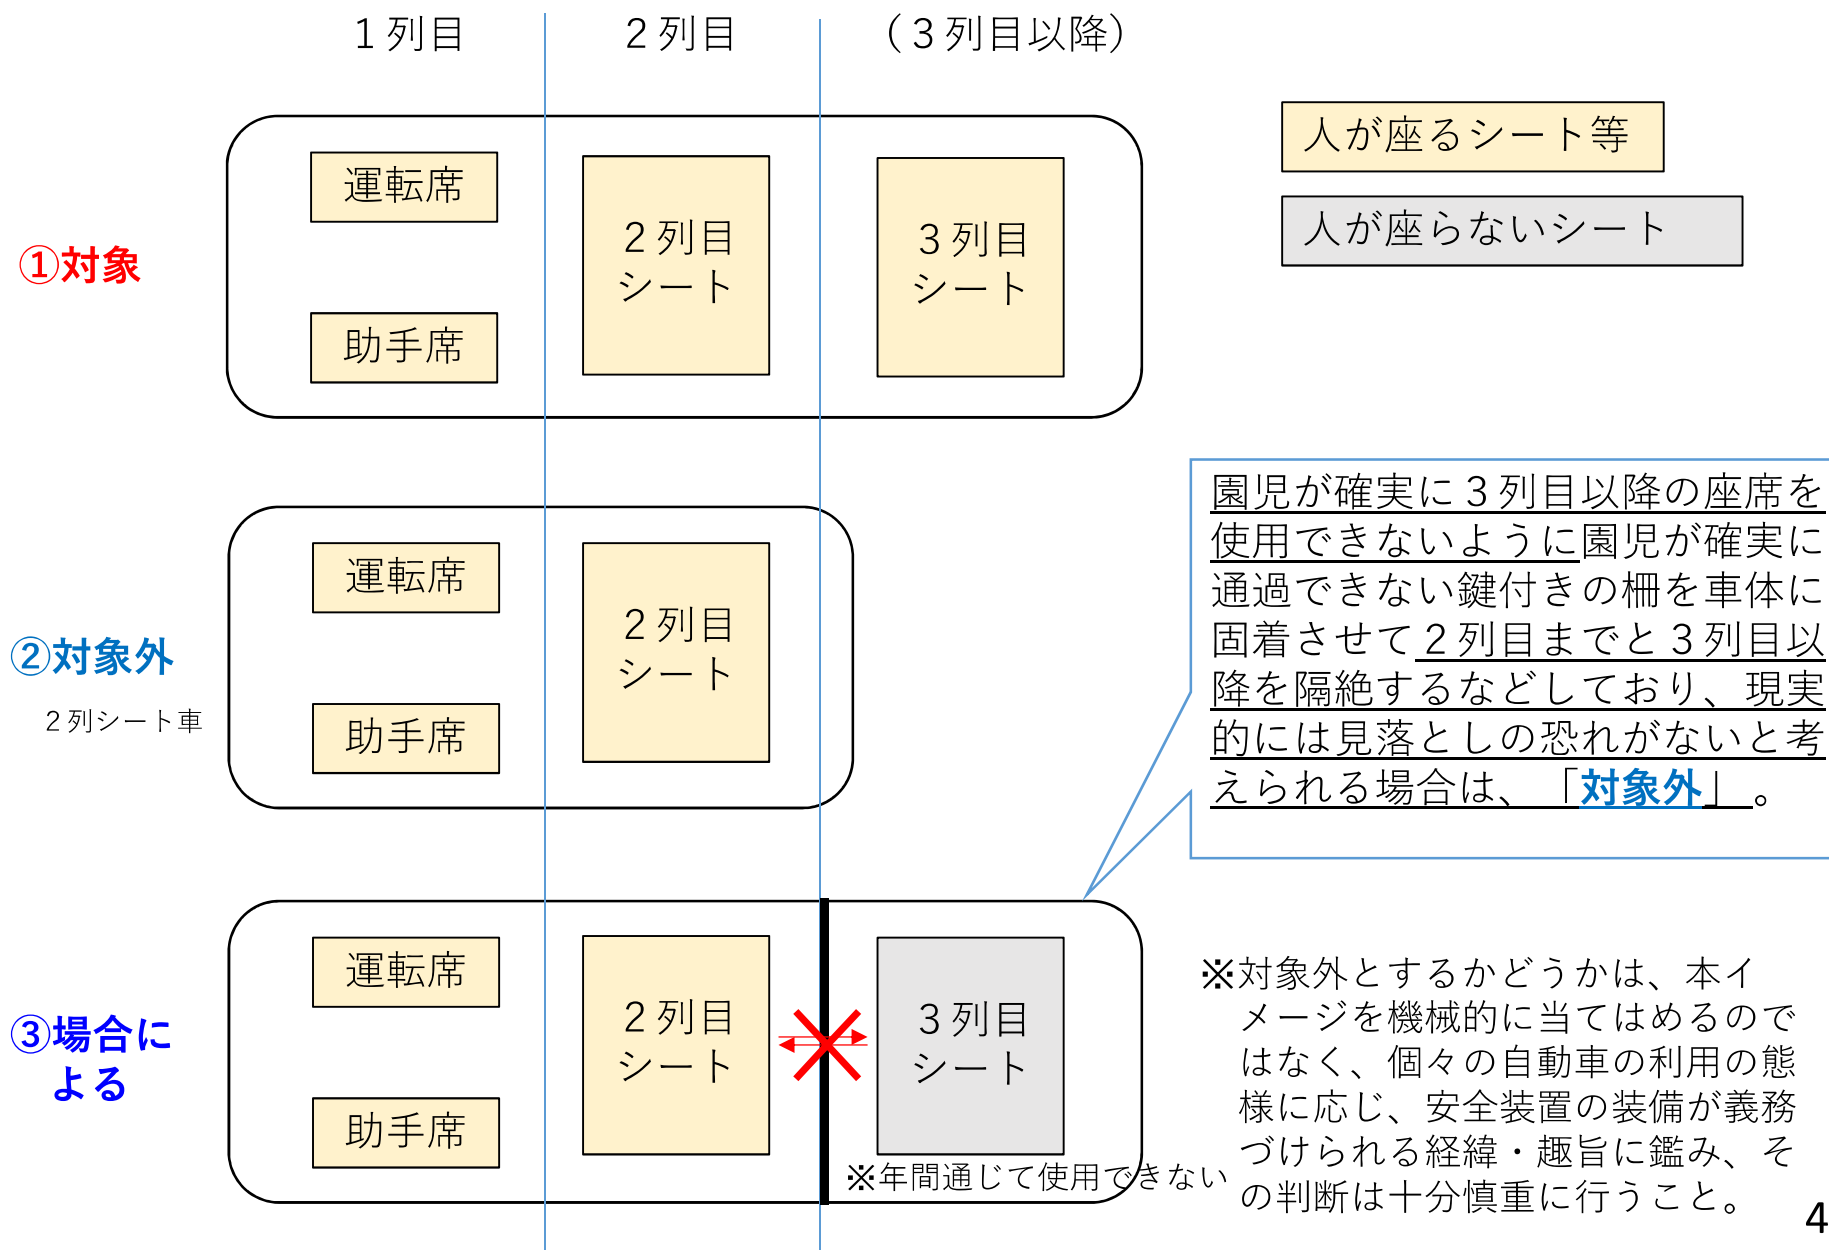 １列目
２列目
（３列目以降）
人が座るシート等
人が座らないシート
①対象
運転席
助手席
２列目
シート
３列目
シート
②対象外
２列シート車
運転席
助手席
２列目
シート
園児が確実に３列目以降の座席を
使用できないように園児が確実に
通過できない鍵付きの柵を車体に
固着させて２列目までと３列目以
降を隔絶するなどしており、現実
的には見落としの恐れがないと考
えられる場合は、「対象外」。
③場合に
よる
運転席
助手席
２列目
シート
３列目
シート
※年間通じて使用できない
※対象外とするかどうかは、本イ
メージを機械的に当てはめるので
はなく、個々の自動車の利用の態
様に応じ、安全装置の装備が義務
づけられる経緯・趣旨に鑑み、そ
の判断は十分慎重に行うこと。
4